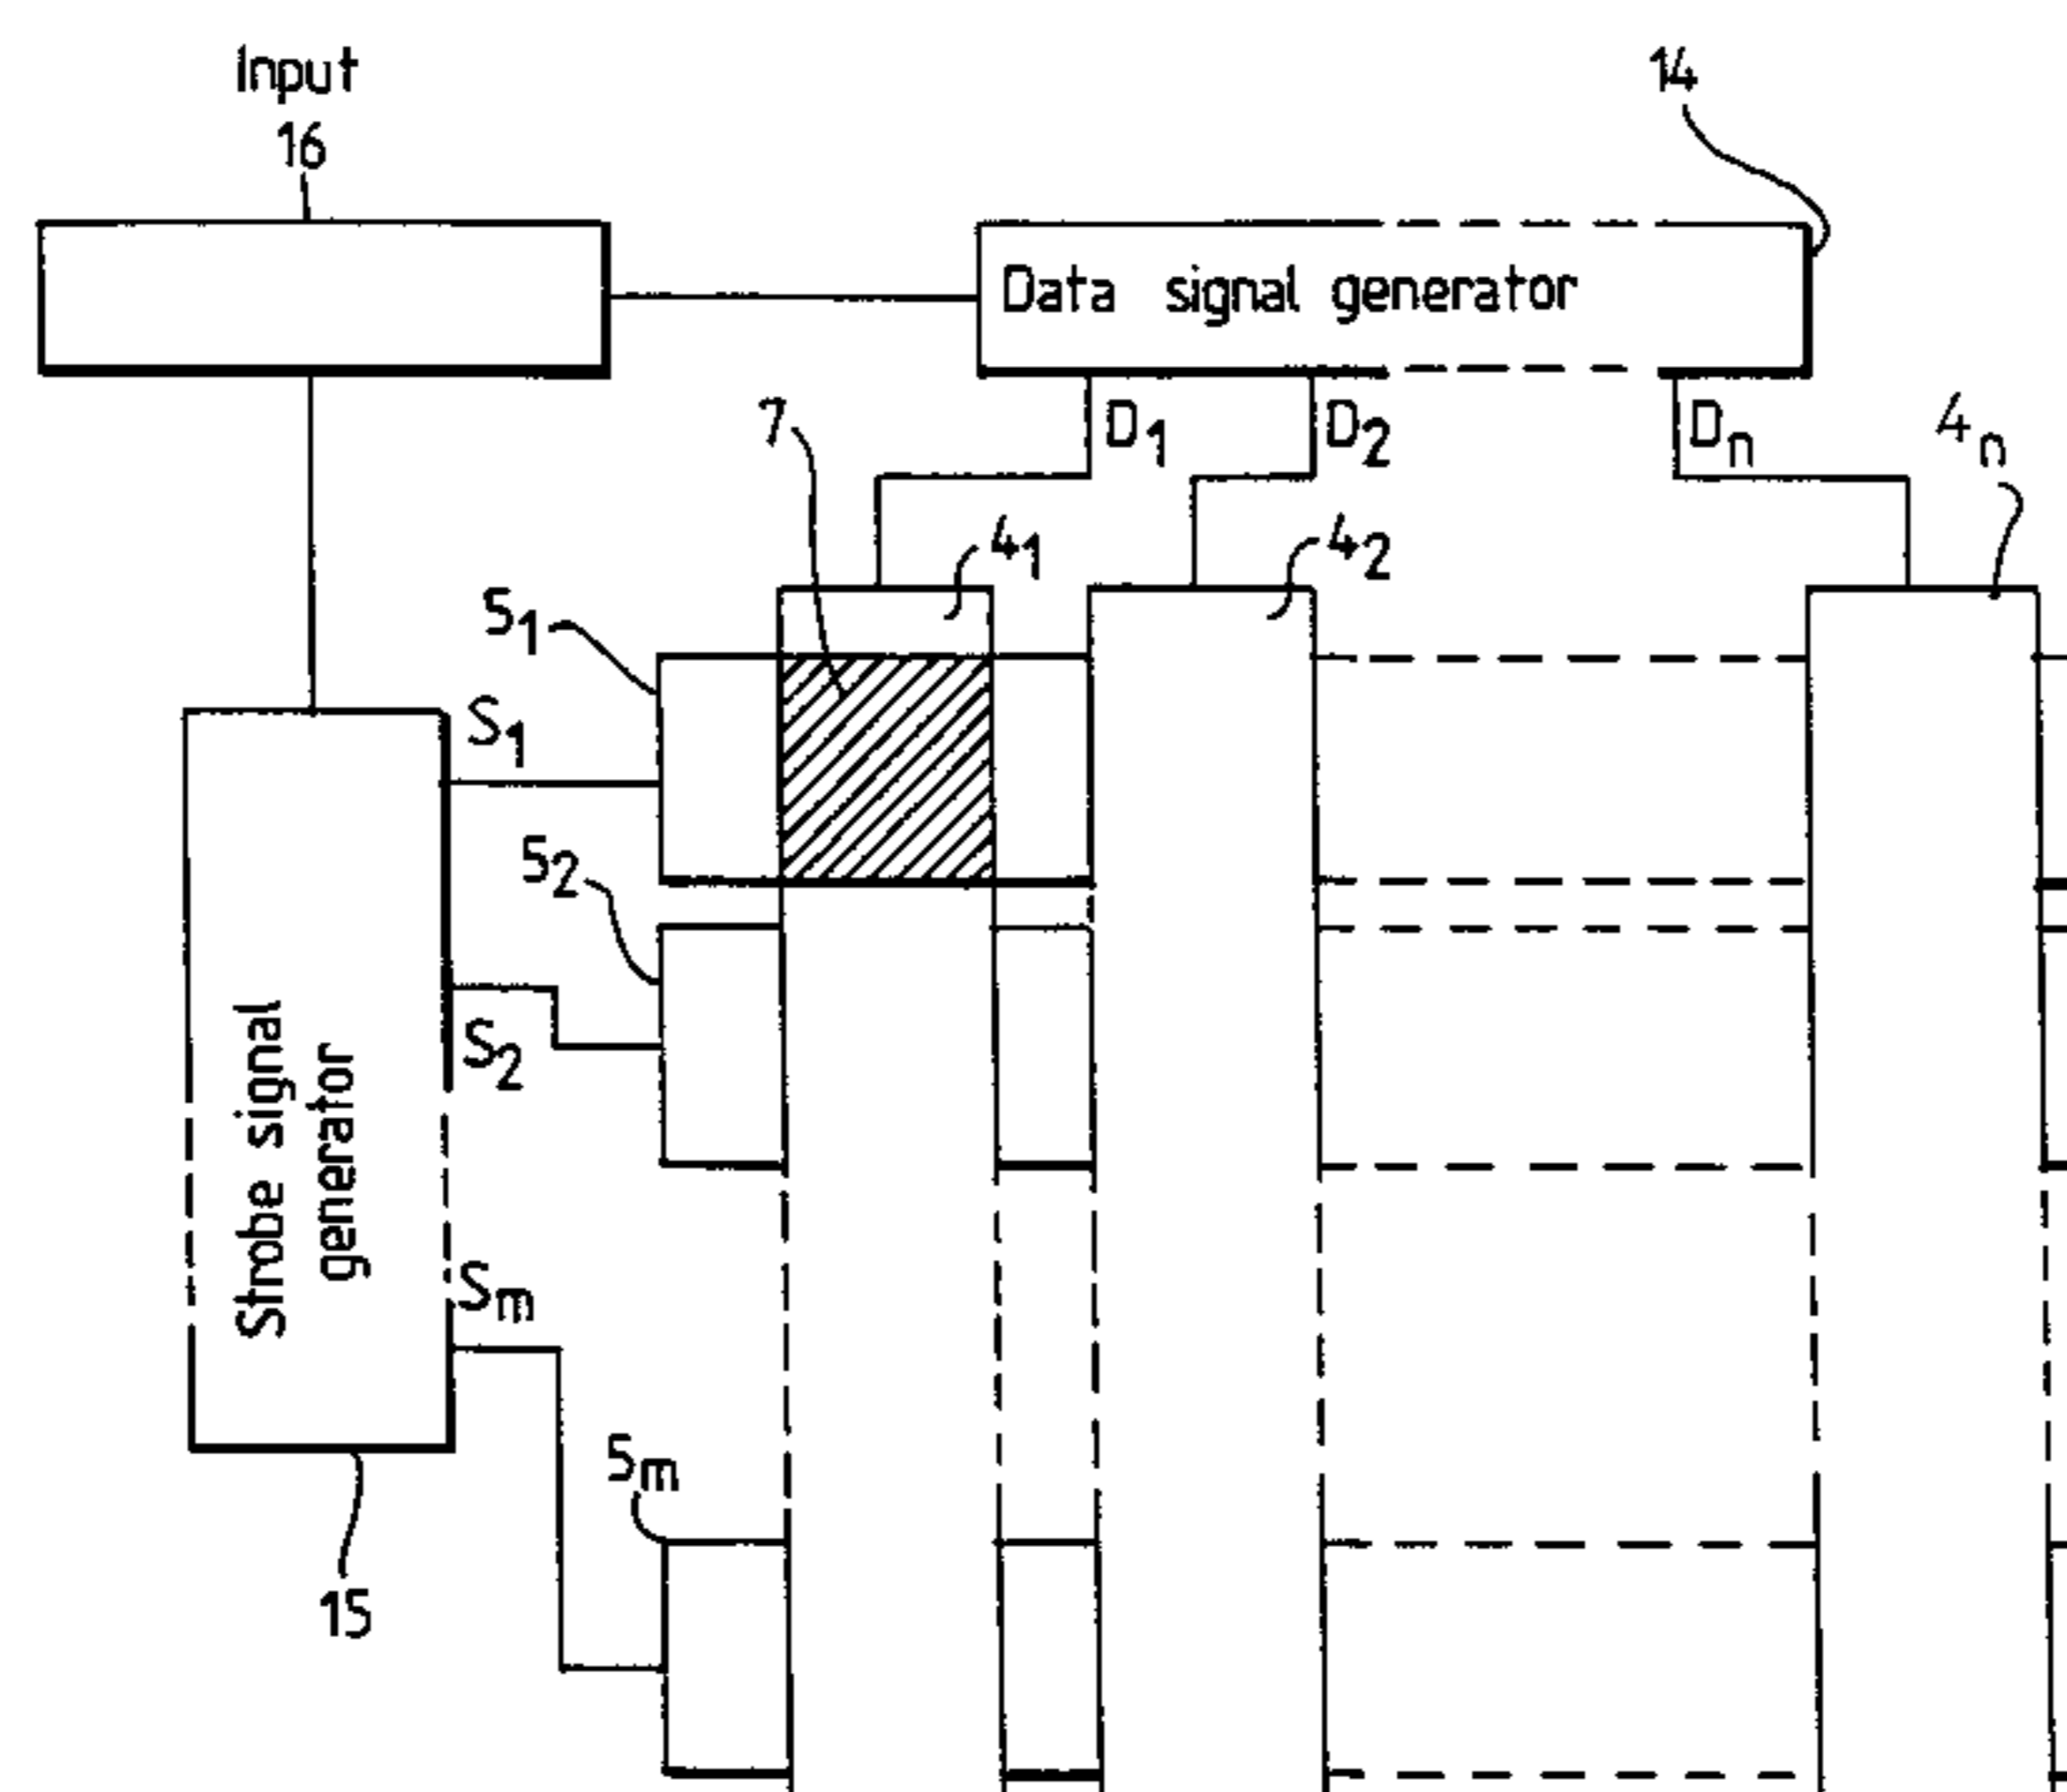 Input
16
14
Data signal generator
7
D1
D2
Dn
4n
41
42
51
S1
52
S2
Strobe signal
generator
Sm
5m
15